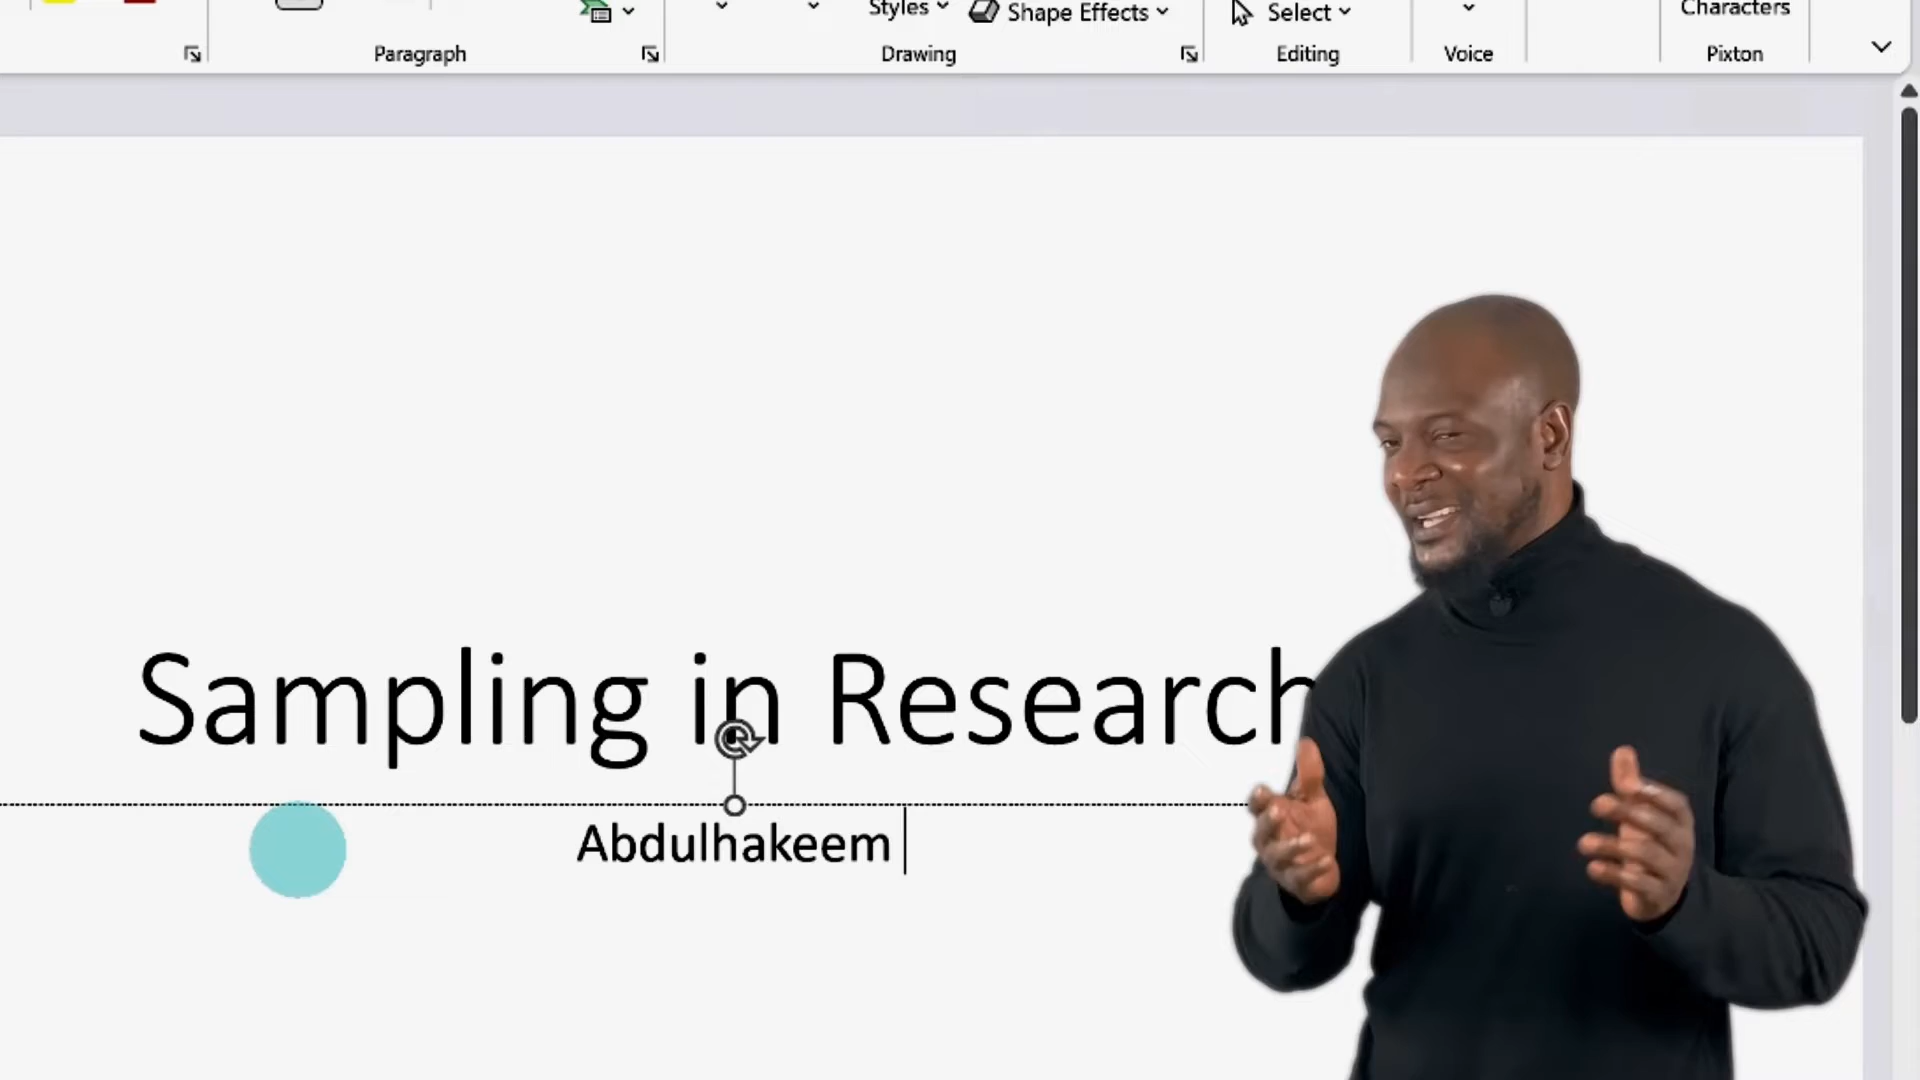 Styles
Shape Effects
Select
Characters
Paragraph
Drawing
Editing
Voice
Pixton
Sampling in Research
Abdulhakeem